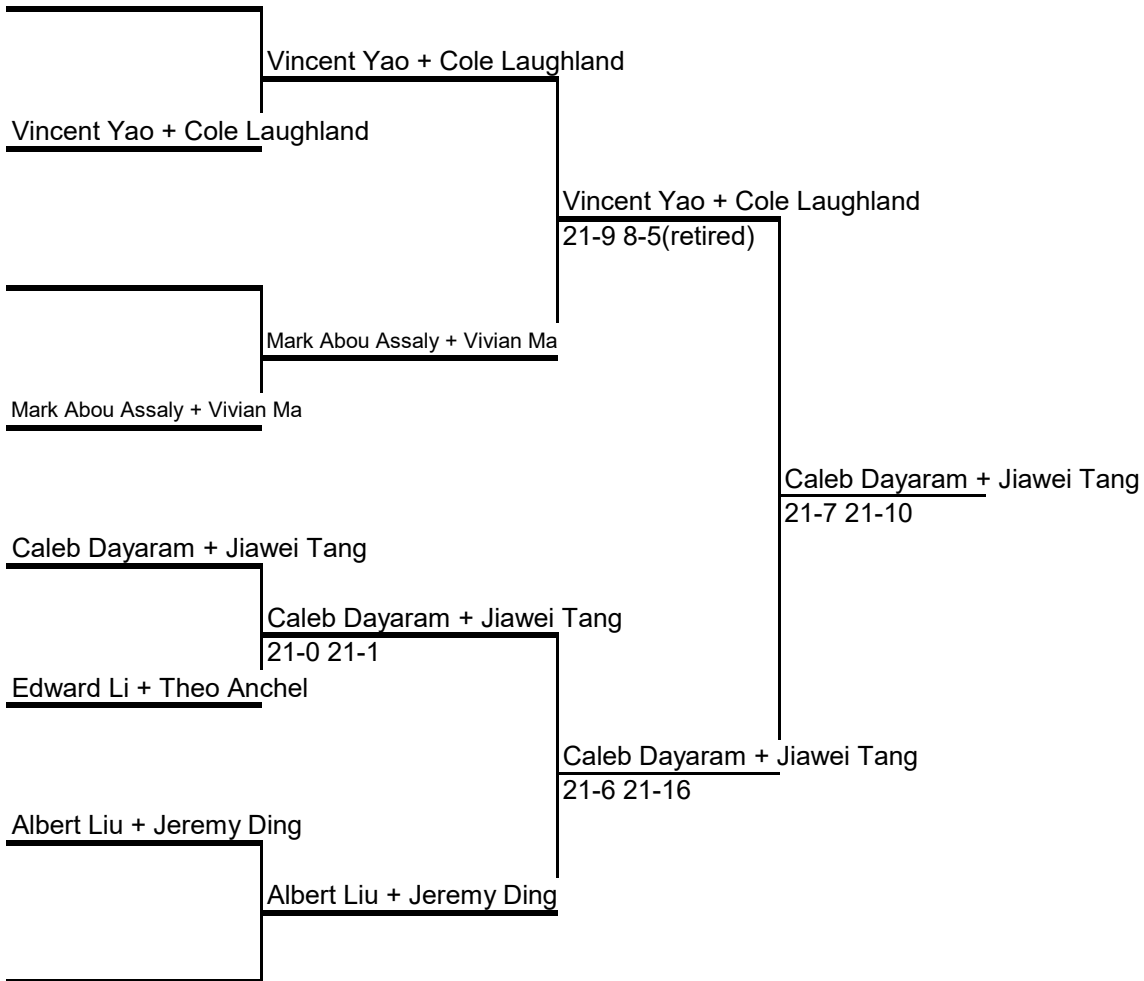 Vincent Yao + Cole Laughland
Vincent Yao + Cole Laughland
Vincent Yao + Cole Laughland
21-9 8-5(retired)
Mark Abou Assaly + Vivian Ma
Mark Abou Assaly + Vivian Ma
Caleb Dayaram + Jiawei Tang
21-7 21-10
Caleb Dayaram + Jiawei Tang
Caleb Dayaram + Jiawei Tang
21-0 21-1
Edward Li + Theo Anchel
Caleb Dayaram + Jiawei Tang
21-6 21-16
Albert Liu + Jeremy Ding
Albert Liu + Jeremy Ding